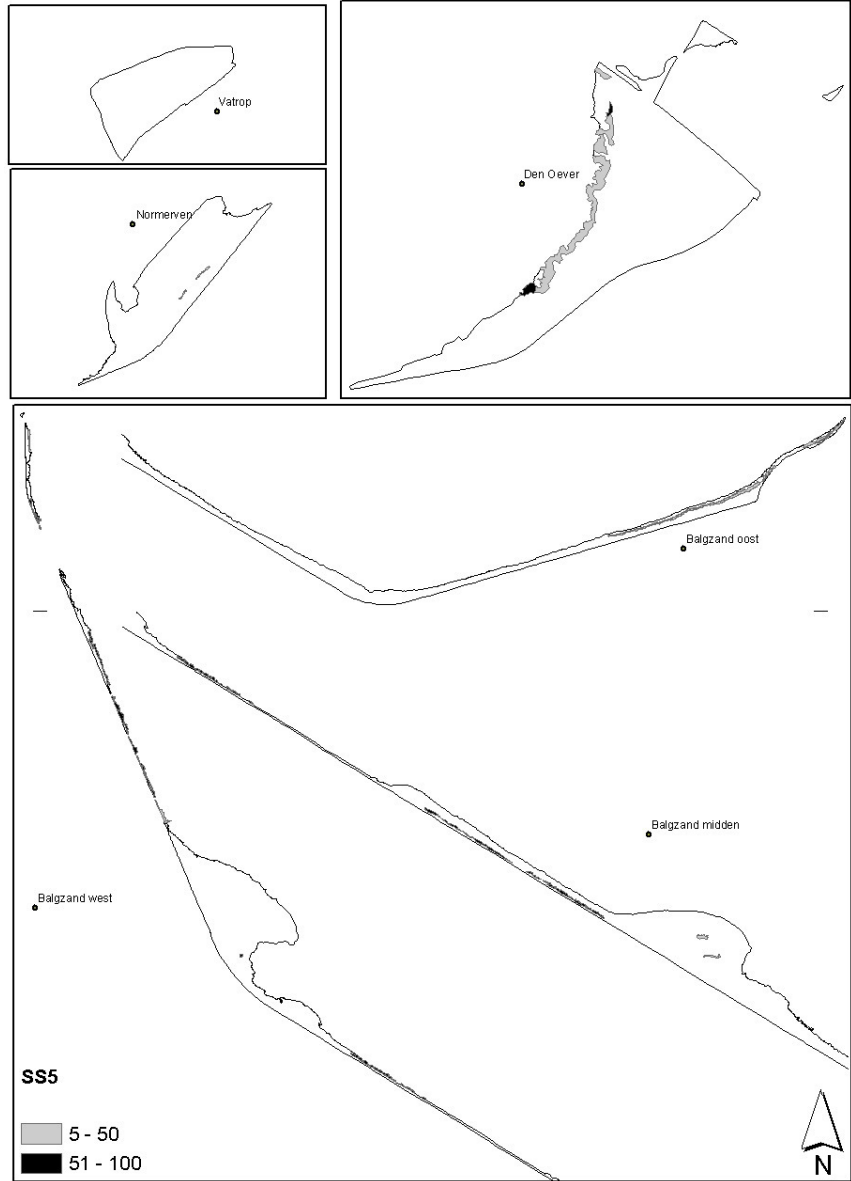 Vatrop
Normerven
Den Oever
Balgzand oost
Balgzand midden
Balgzand west
SS5
5 - 50
51 - 100
N